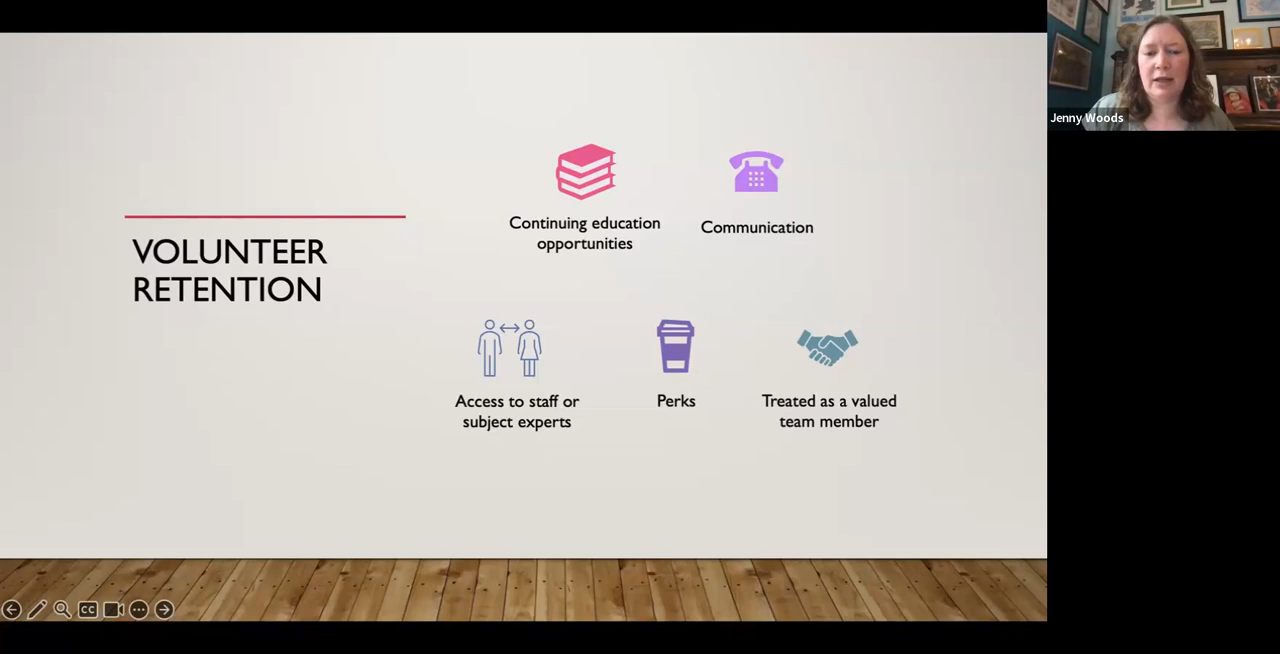 VOLUNTEER
RETENTION
Continuing education
opportunities
Communication
Access to staff or
subject experts
Perks
Treated as a valued
team member
CC
Jenny Woods